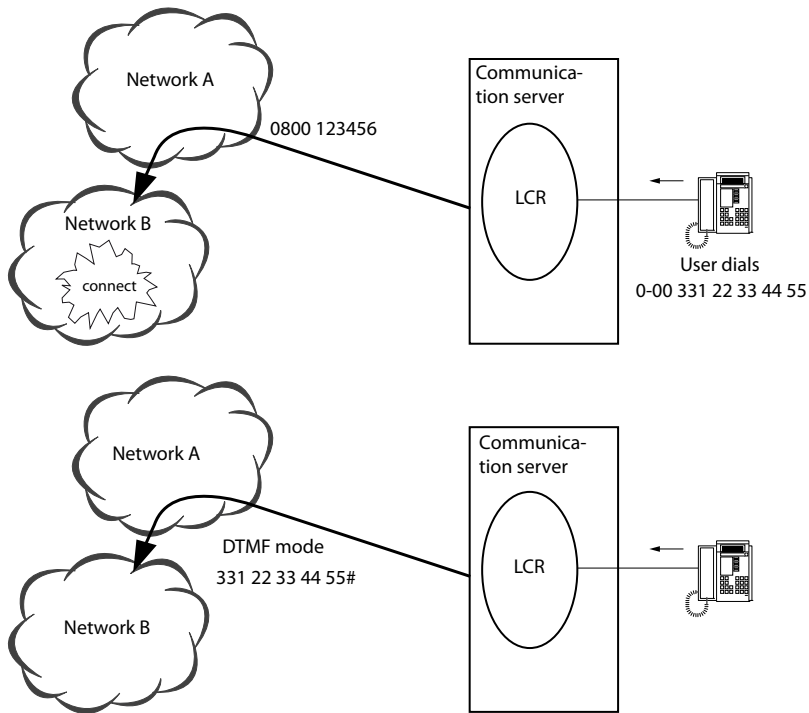 Network A
Communica-
tion server
0800 123456
LCR
Network B
connect
User dials
0-00 331 22 33 44 55
Network A
Communica-
tion server
DTMF mode
331 22 33 44 55#
LCR
Network B